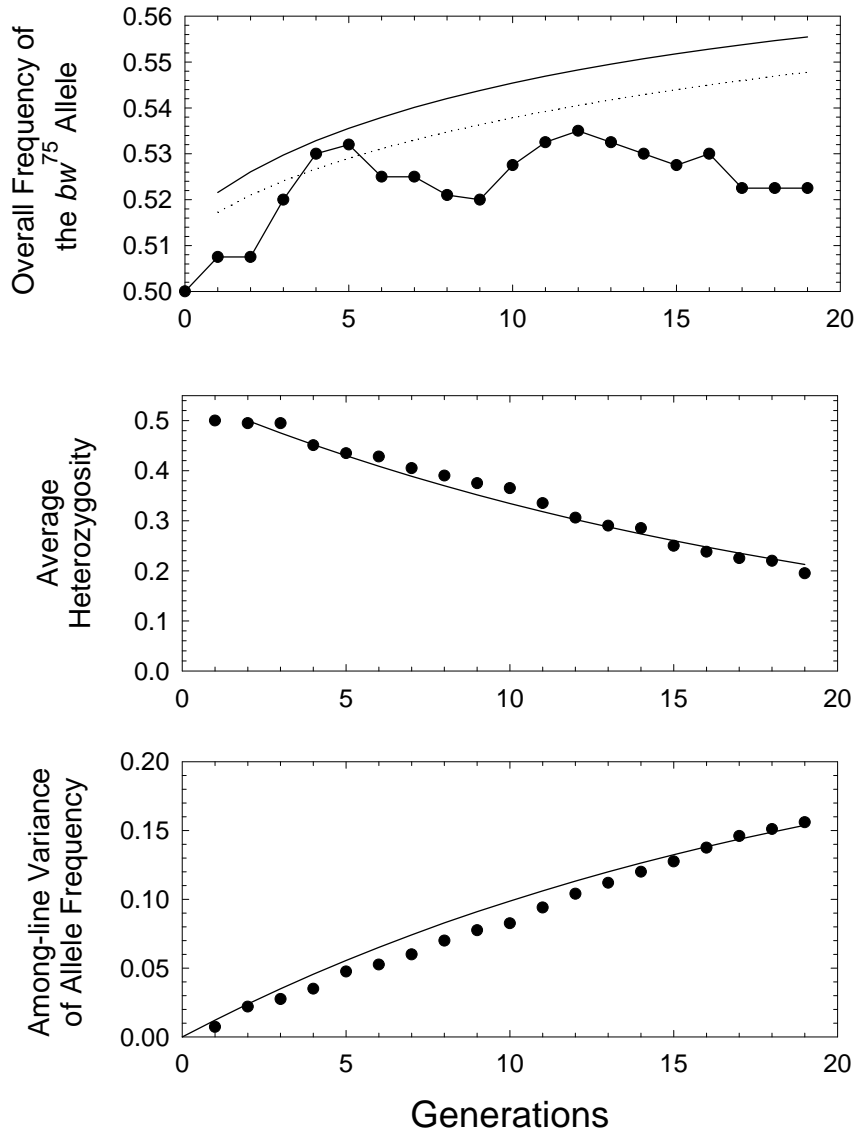 Overall Frequency of
the bw75 Allele
0.56
0.55
0.54
0.53
0.52
0.51
0.50
0 5 10 15 20
Average
Heterozygosity
0.5
0.4
0.3
0.2
0.1
0.0
0 5 10 15 20
Among-line Variance
of Allele Frequency
0.20
0.15
0.10
0.05
0.00
0 5 10 15 20
Generations